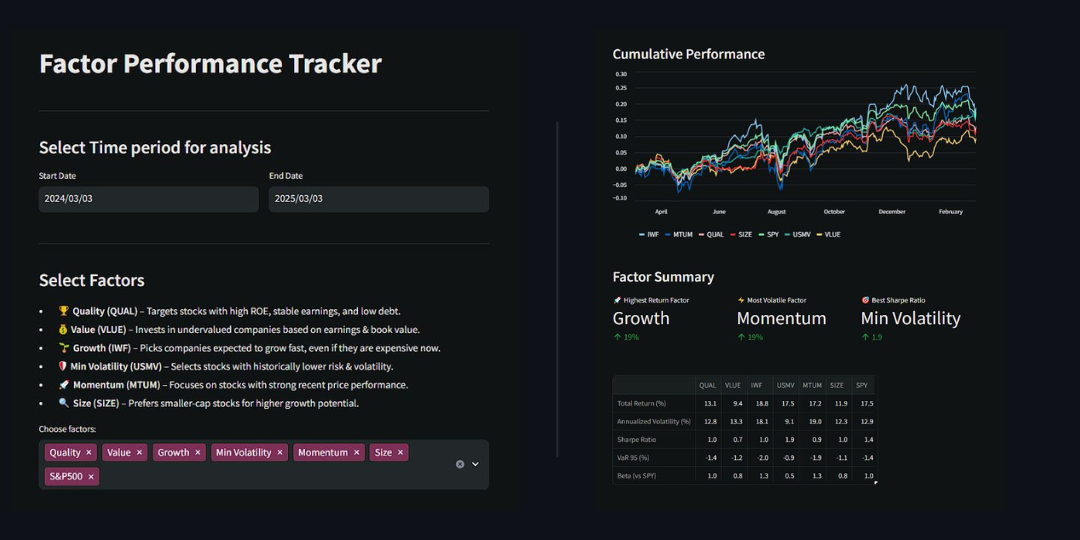 Factor Performance Tracker
Select Time period for analysis
Start Date
End Date
2024/03/03
2025/03/03
Select Factors
• 🏆 Quality (QUAL) – Targets stocks with high ROE, stable earnings, and low debt.
• 💰 Value (VLUE) – Invests in undervalued companies based on earnings & book value.
• 🌱 Growth (IWF) – Picks companies expected to grow fast, even if they are expensive now.
• 🛡 Min Volatility (USMV) – Selects stocks with historically lower risk & volatility.
• 🚀 Momentum (MTUM) – Focuses on stocks with strong recent price performance.
• 🔍 Size (SIZE) – Prefers smaller-cap stocks for higher growth potential.
Choose factors:
Quality × Value × Growth × Min Volatility × Momentum × Size ×
S&P500 ×
Cumulative Performance
0.30
0.25
0.20
0.15
0.10
0.05
0.00
−0.05
−0.10
April June August October December February
IWF MTUM QUAL SIZE SPY USMV VLUE
Factor Summary
🚀 Highest Return Factor
Growth
↑ 19%
⚡ Most Volatile Factor
Momentum
↑ 19%
🎯 Best Sharpe Ratio
Min Volatility
↑ 1.9
QUAL VLUE IWF USMV MTUM SIZE SPY
Total Return (%) 13.1 9.4 18.8 17.5 17.2 11.9 17.5
Annualized Volatility (%) 12.8 13.3 18.1 9.1 19.0 12.3 12.9
Sharpe Ratio 1.0 0.7 1.0 1.9 0.9 1.0 1.4
VaR 95 (%) -1.4 -1.2 -2.0 -0.9 -1.9 -1.1 -1.4
Beta (vs SPY) 1.0 0.8 1.3 0.5 1.3 0.8 1.0